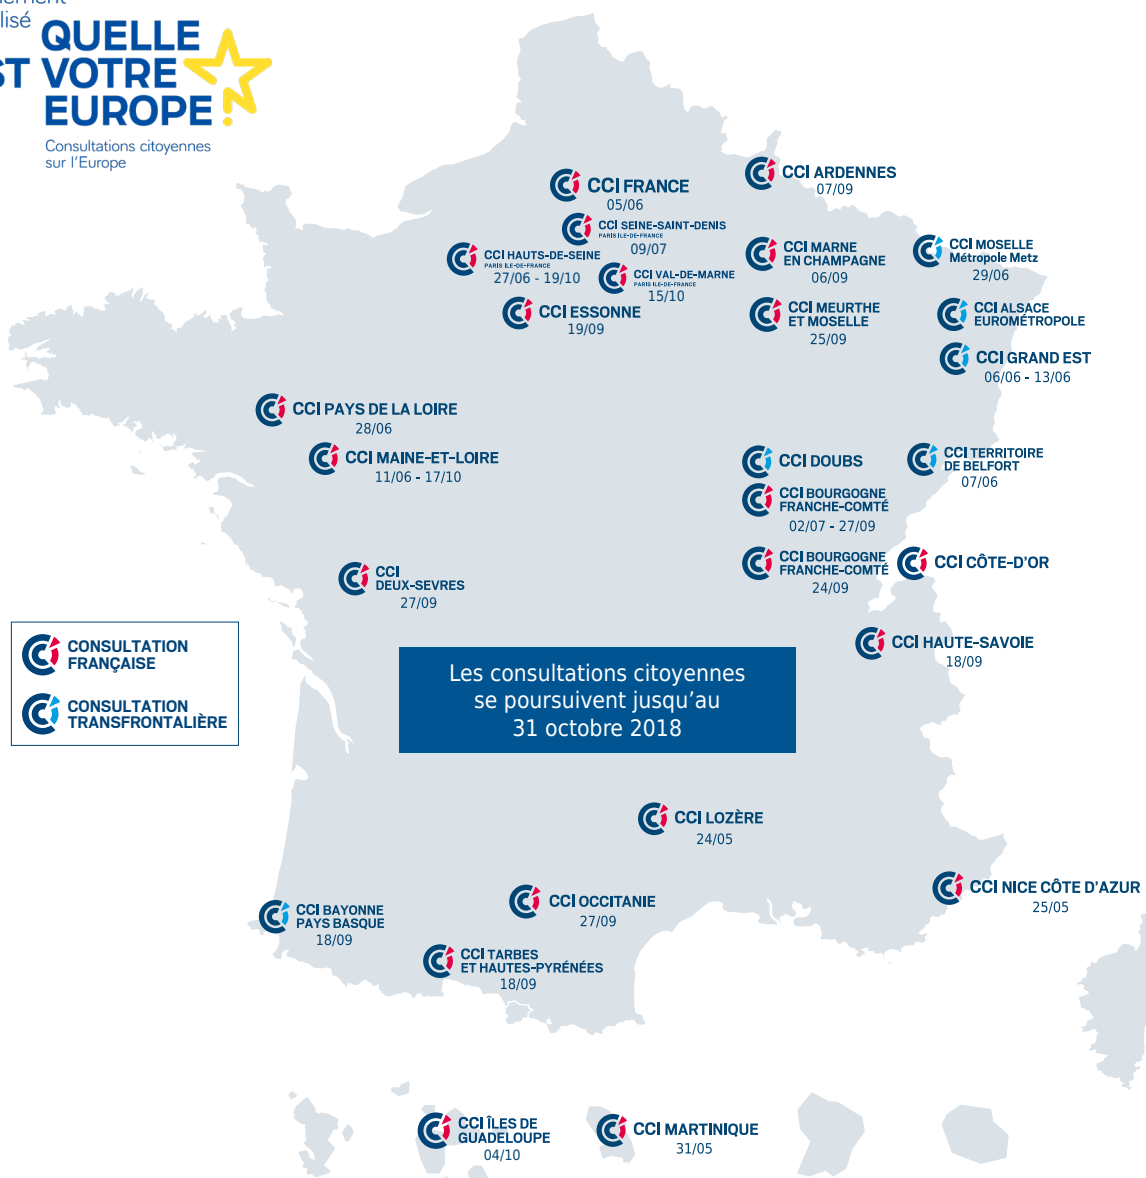 QUELLE
VOTRE
EUROPE
Consultations citoyennes
sur l'Europe
CCI FRANCE
05/06
CCI ARDENNES
07/09
CCI SEINE-SAINT-DENIS
PARIS ILE-DE-FRANCE
09/07
CCI HAUTS-DE-SEINE
PARIS ILE-DE-FRANCE
27/06 - 19/10
CCI VAL-DE-MARNE
PARIS ILE-DE-FRANCE
15/10
CCI MARNE
EN CHAMPAGNE
06/09
CCI MOSELLE
Métropole Metz
29/06
CCI ESSONNE
19/09
CCI MEURTHE
ET MOSELLE
25/09
CCI ALSACE
EUROMÉTROPOLE
CCI GRAND EST
06/06 - 13/06
CCI PAYS DE LA LOIRE
28/06
CCI MAINE-ET-LOIRE
11/06 - 17/10
CCI DOUBS
CCI TERRITOIRE
DE BELFORT
07/06
CCI BOURGOGNE
FRANCHE-COMTÉ
02/07 - 27/09
CCI BOURGOGNE
FRANCHE-COMTÉ
24/09
CCI CÔTE-D'OR
CCI
DEUX-SEVRES
27/09
CCI HAUTE-SAVOIE
18/09
CONSULTATION
FRANÇAISE
CONSULTATION
TRANSFRONTALIÈRE
Les consultations citoyennes
se poursuivent jusqu'au
31 octobre 2018
CCI LOZÈRE
24/05
CCI NICE CÔTE D'AZUR
25/05
CCI OCCITANIE
27/09
CCI BAYONNE
PAYS BASQUE
18/09
CCI TARBES
ET HAUTES-PYRÉNÉES
18/09
CCI ÎLES DE
GUADELOUPE
04/10
CCI MARTINIQUE
31/05